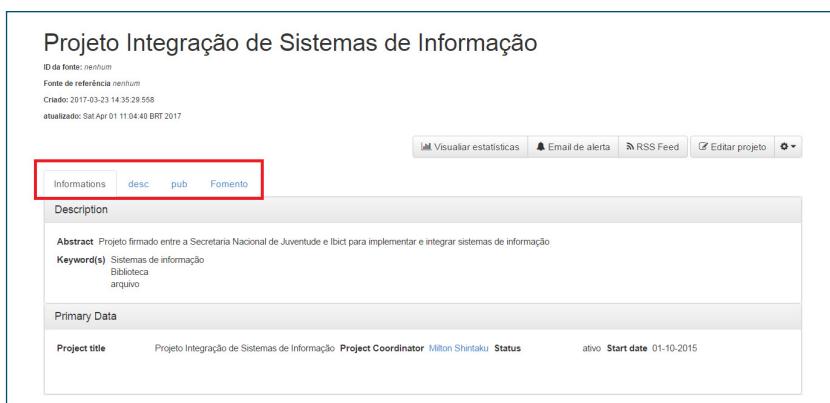 Projeto Integração de Sistemas de Informação
ID da fonte: nenhum
Fonte de referência nenhum
Criado: 2017-03-23 14:35:29.558
atualizado: Sat Apr 01 11:04:40 BRT 2017
Visualiar estatísticas Email de alerta RSS Feed Editar projeto
Informations desc pub Fomento
Description
Abstract Projeto firmado entre a Secretaria Nacional de Juventude e Ibict para implementar e integrar sistemas de informação
Keyword(s) Sistemas de informação
Biblioteca
arquivo
Primary Data
Project title Projeto Integração de Sistemas de Informação Project Coordinator Milton Shintaku Status ativo Start date 01-10-2015